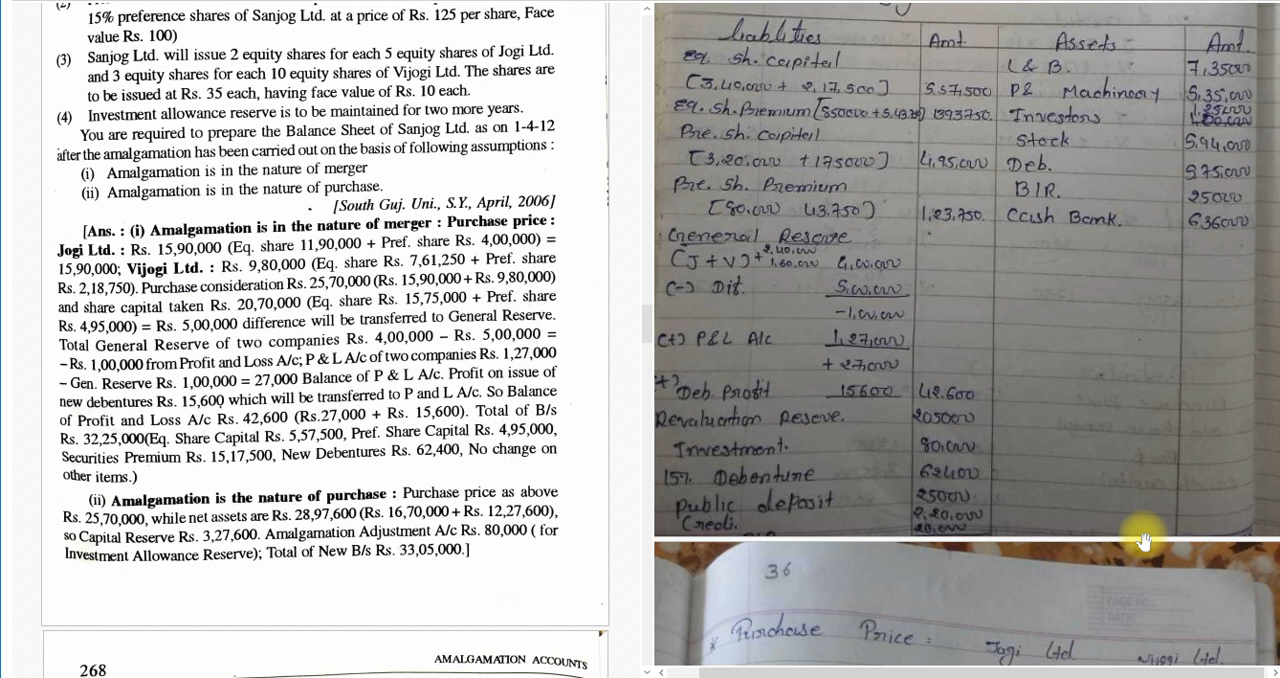 15% preference shares of Sanjog Ltd. at a price of Rs. 125 per share, Face
value Rs. 100)
(3) Sanjog Ltd. will issue 2 equity shares for each 5 equity shares of Jogi Ltd.
and 3 equity shares for each 10 equity shares of Vijogi Ltd. The shares are
to be issued at Rs. 35 each, having face value of Rs. 10 each.
(4) Investment allowance reserve is to be maintained for two more years.
You are required to prepare the Balance Sheet of Sanjog Ltd. as on 1-4-12
after the amalgamation has been carried out on the basis of following assumptions :
(i) Amalgamation is in the nature of merger
(ii) Amalgamation is in the nature of purchase.
[South Guj. Uni., S.Y., April, 2006]
[Ans. : (i) Amalgamation is in the nature of merger : Purchase price :
Jogi Ltd. : Rs. 15,90,000 (Eq. share 11,90,000 + Pref. share Rs. 4,00,000) =
15,90,000; Vijogi Ltd. : Rs. 9,80,000 (Eq. share Rs. 7,61,250 + Pref. share
Rs. 2,18,750). Purchase consideration Rs. 25,70,000 (Rs. 15,90,000 + Rs. 9,80,000)
and share capital taken Rs. 20,70,000 (Eq. share Rs. 15,75,000 + Pref. share
Rs. 4,95,000) = Rs. 5,00,000 difference will be transferred to General Reserve.
Total General Reserve of two companies Rs. 4,00,000 – Rs. 5,00,000 =
–Rs. 1,00,000 from Profit and Loss A/c; P & L A/c of two companies Rs. 1,27,000
– Gen. Reserve Rs. 1,00,000 = 27,000 Balance of P & L A/c. Profit on issue of
new debentures Rs. 15,600 which will be transferred to P and L A/c. So Balance
of Profit and Loss A/c Rs. 42,600 (Rs.27,000 + Rs. 15,600). Total of B/s
Rs. 32,25,000(Eq. Share Capital Rs. 5,57,500, Pref. Share Capital Rs. 4,95,000,
Securities Premium Rs. 15,17,500, New Debentures Rs. 62,400, No change on
other items.)
(ii) Amalgamation is the nature of purchase : Purchase price as above
Rs. 25,70,000, while net assets are Rs. 28,97,600 (Rs. 16,70,000 + Rs. 12,27,600),
so Capital Reserve Rs. 3,27,600. Amalgamation Adjustment A/c Rs. 80,000 ( for
Investment Allowance Reserve); Total of New B/s Rs. 33,05,000.]
268 AMALGAMATION ACCOUNTS
Liablities Amt. Assets Amt.
Eq. Sh. Capital L & B. 7,35000
[3,40,000 + 2,17,500] 5,57,500 P& Machinery 5,35,000
Eq. Sh. Premium 1393750. Investors 1,25000
Pre. Sh. Capital Stock 5,94,000
[3,20,000 + 175000] 4,95,000 Deb. 5,75,000
Pre. Sh. Premium B/R. 25000
[80,000 43,750] 1,23,750. Cash Bank. 636000
General Reserve
(J + V) + 2,40,000 1,60,000 4,00,000
(-) Dif. 5,00,000
-1,00,000
(+) P&L A/c 1,27,000
+ 27,000
+) Deb. Profit 15600 42,600
Revaluation Reserve. 205000
Investment. 80,000
15% Debenture 62400
Public deposit 25000
Credi. 2,20,000
20,000
36
* Purchase Price : Jogi Ltd. Vijogi Ltd.